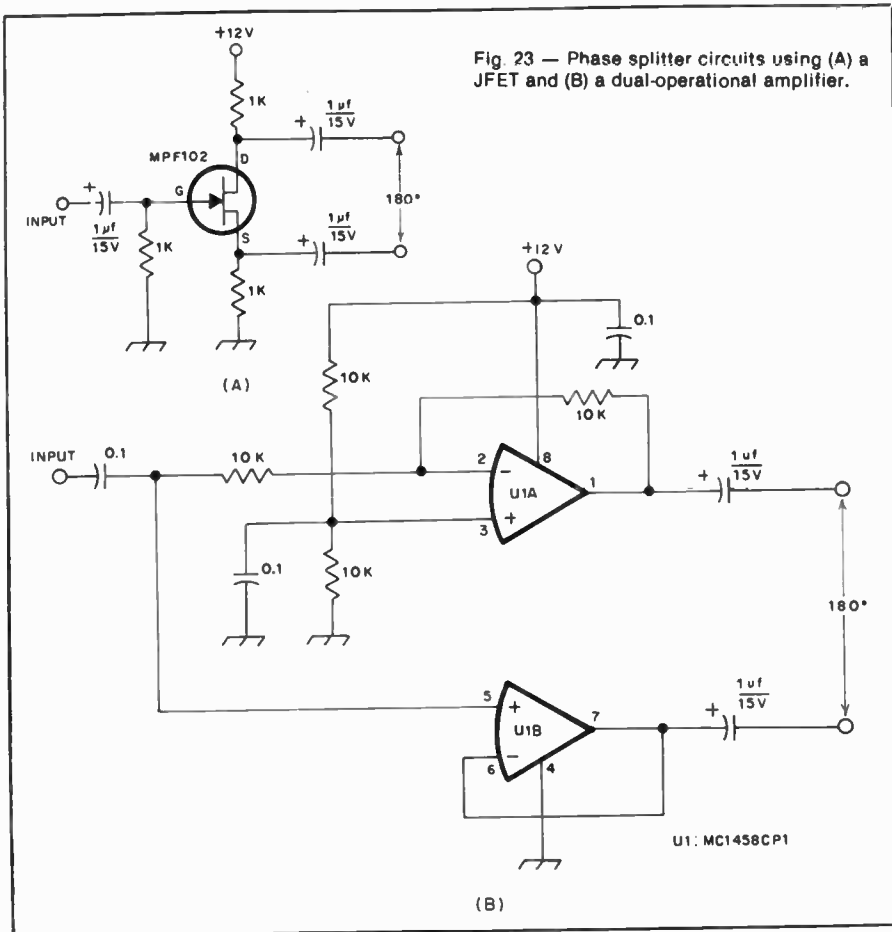 Fig. 23 — Phase splitter circuits using (A) a
JFET and (B) a dual-operational amplifier.
+12V
1K
+
1µf
15V
D
MPF102
G
INPUT
+
1µf
15V
1K
180°
S
+
1µf
15V
1K
(A)
+12V
0.1
10K
10K
INPUT
0.1
10K
2
−
8
U1A
1
3
+
+
1µf
15V
0.1
10K
180°
5
+
U1B
7
6
−
4
+
1µf
15V
U1: MC1458CP1
(B)